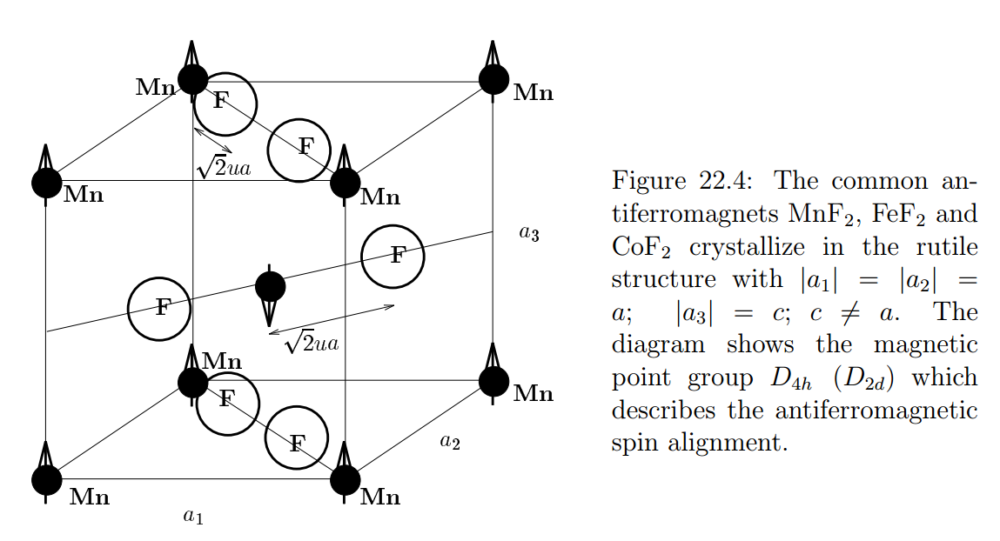 Mn
F
Mn
F
√2ua
Mn
Mn
a₃
F
F
√2ua
Mn
F
Mn
F
a₂
Mn
Mn
a₁
Figure 22.4: The common an-
tiferromagnets MnF₂, FeF₂ and
CoF₂ crystallize in the rutile
structure with |a₁| = |a₂| =
a; |a₃| = c; c ≠ a. The
diagram shows the magnetic
point group D₄ₕ (D₂d) which
describes the antiferromagnetic
spin alignment.